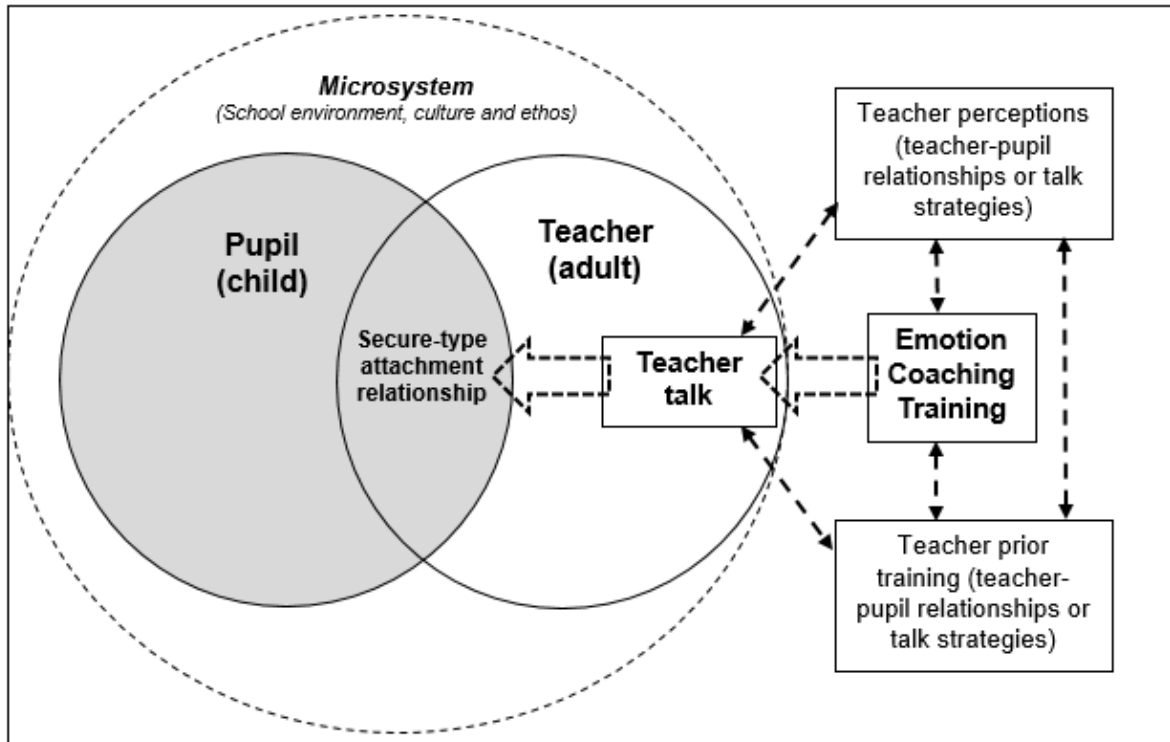 Microsystem
(School environment, culture and ethos)
Pupil
(child)
Teacher
(adult)
Secure-type
attachment
relationship
Teacher
talk
Teacher perceptions
(teacher-pupil
relationships or talk
strategies)
Emotion
Coaching
Training
Teacher prior
training (teacher-
pupil relationships or
talk strategies)